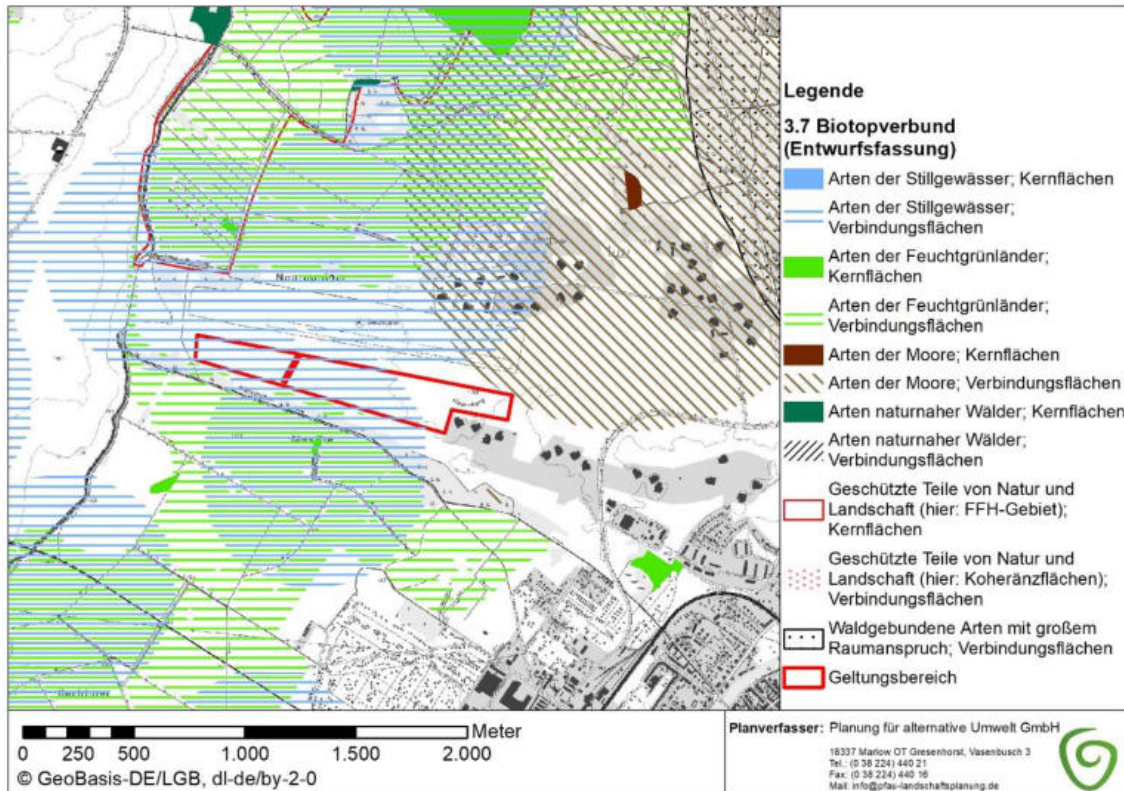 Legende
3.7 Biotopverbund
(Entwurfsfassung)
Arten der Stillgewässer; Kernflächen
Arten der Stillgewässer;
Verbindungsflächen
Arten der Feuchtgrünländer;
Kernflächen
Arten der Feuchtgrünländer;
Verbindungsflächen
Arten der Moore; Kernflächen
Arten der Moore; Verbindungsflächen
Arten naturnaher Wälder; Kernflächen
Arten naturnaher Wälder;
Verbindungsflächen
Geschützte Teile von Natur und
Landschaft (hier: FFH-Gebiet);
Kernflächen
Geschützte Teile von Natur und
Landschaft (hier: Koheränzflächen);
Verbindungsflächen
Waldgebundene Arten mit großem
Raumanspruch; Verbindungsflächen
Geltungsbereich
Meter
0 250 500 1.000 1.500 2.000
© GeoBasis-DE/LGB, dl-de/by-2-0
Planverfasser: Planung für alternative Umwelt GmbH
18337 Marlow OT Gresenhorst, Vasenbusch 3
Tel.: (0 38 224) 440 21
Fax: (0 38 224) 440 16
Mail: info@pfau-landschaftsplanung.de